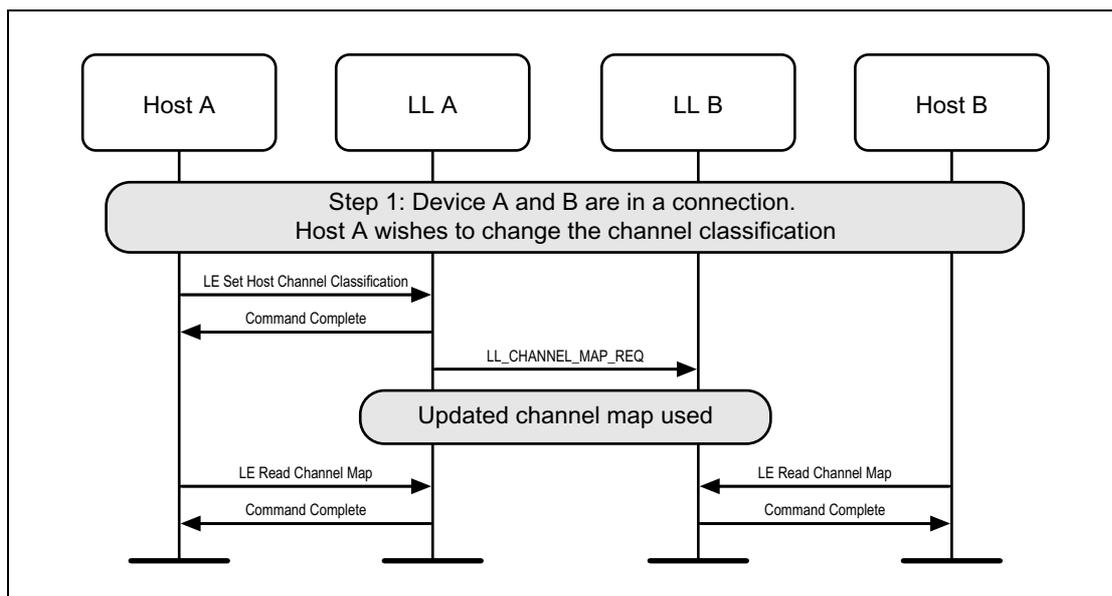 Host A
LL A
LL B
Host B
Step 1: Device A and B are in a connection.
Host A wishes to change the channel classification
LE Set Host Channel Classification
Command Complete
LL_CHANNEL_MAP_REQ
Updated channel map used
LE Read Channel Map
LE Read Channel Map
Command Complete
Command Complete